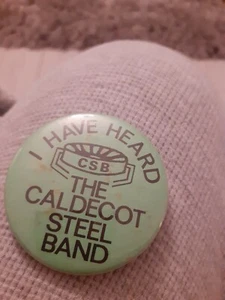 I HAVE HEARD
CSB
THE
CALDECOT
STEEL
BAND